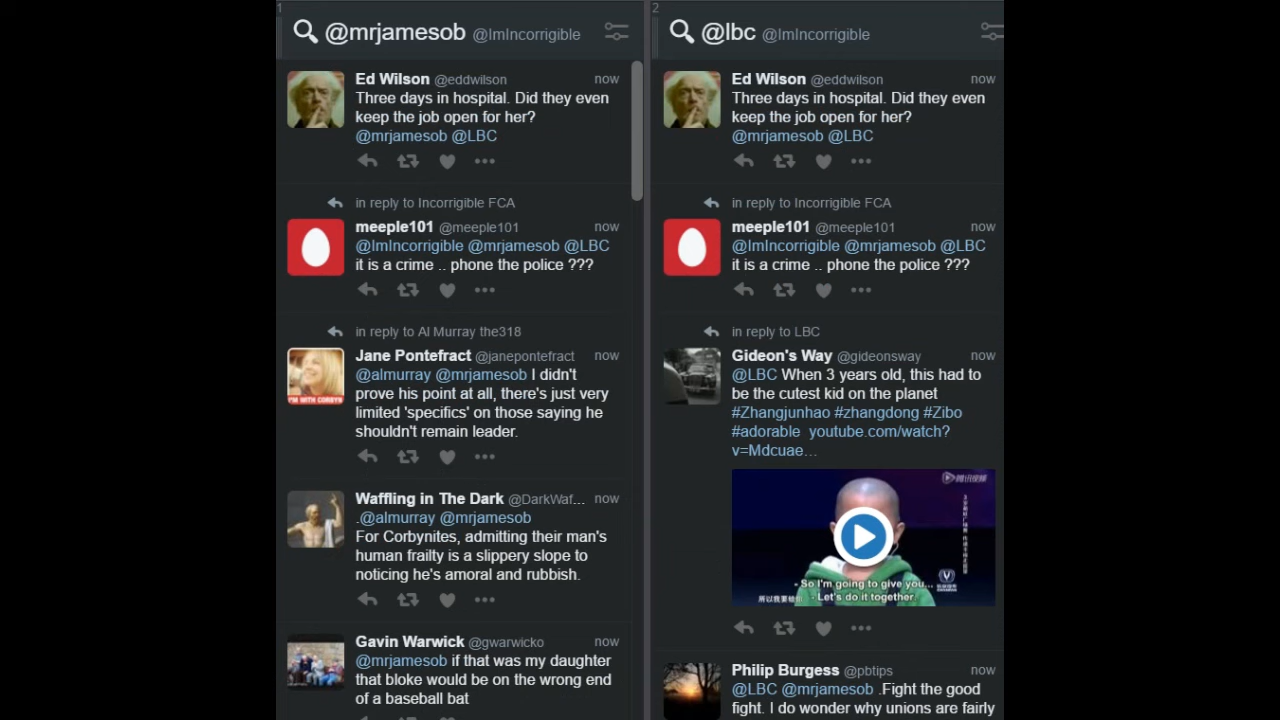 1
@mrjamesob @ImIncorrigible
Ed Wilson @eddwilson now
Three days in hospital. Did they even
keep the job open for her?
@mrjamesob @LBC
in reply to Incorrigible FCA
meeple101 @meeple101 now
@ImIncorrigible @mrjamesob @LBC
it is a crime .. phone the police ???
in reply to Al Murray the318
Jane Pontefract @janepontefract now
@almurray @mrjamesob I didn't
prove his point at all, there's just very
limited 'specifics' on those saying he
shouldn't remain leader.
I'M WITH CORBYN
Waffling in The Dark @DarkWaf... now
.@almurray @mrjamesob
For Corbynites, admitting their man's
human frailty is a slippery slope to
noticing he's amoral and rubbish.
Gavin Warwick @gwarwicko now
@mrjamesob if that was my daughter
that bloke would be on the wrong end
of a baseball bat
2
@lbc @ImIncorrigible
Ed Wilson @eddwilson now
Three days in hospital. Did they even
keep the job open for her?
@mrjamesob @LBC
in reply to Incorrigible FCA
meeple101 @meeple101 now
@ImIncorrigible @mrjamesob @LBC
it is a crime .. phone the police ???
in reply to LBC
Gideon's Way @gideonsway now
@LBC When 3 years old, this had to
be the cutest kid on the planet
#Zhangjunhao #zhangdong #Zibo
#adorable youtube.com/watch?
v=Mdcuae...
腾讯视频
- So I'm going to give you...
- Let's do it together.
Philip Burgess @pbtips now
@LBC @mrjamesob .Fight the good
fight. I do wonder why unions are fairly